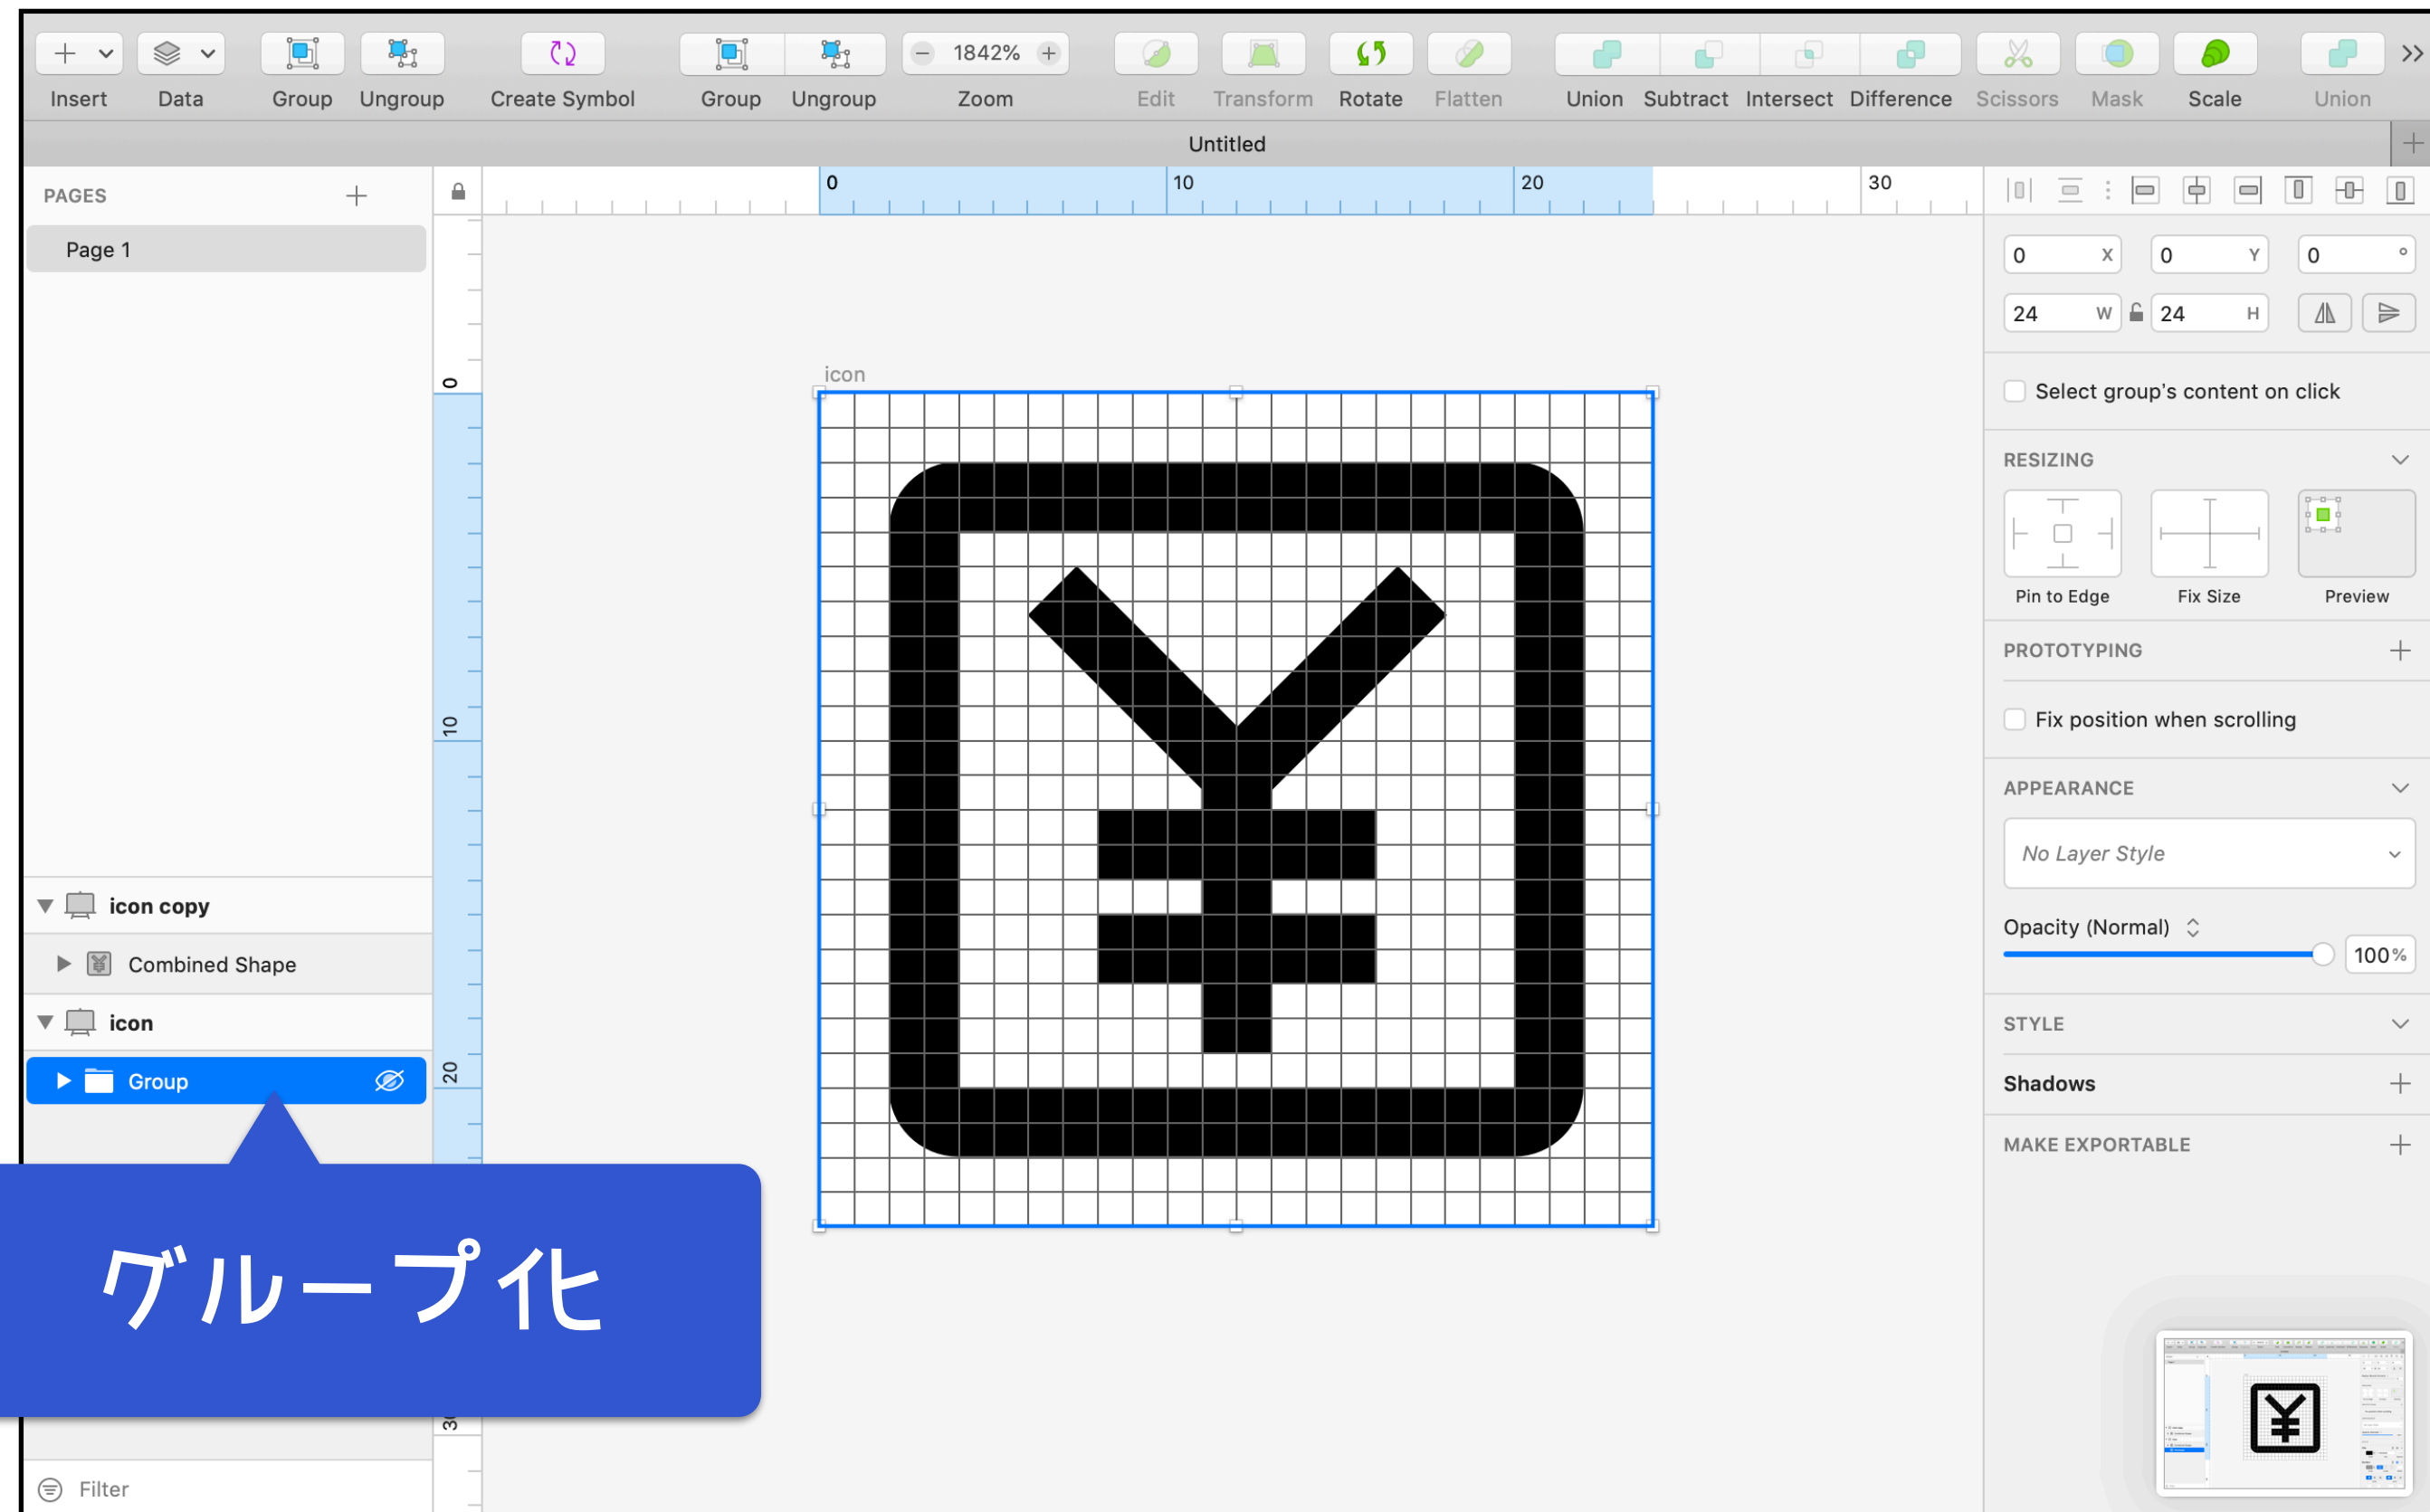 1842%
Insert Data Group Ungroup Create Symbol Group Ungroup Zoom Edit Transform Rotate Flatten Union Subtract Intersect Difference Scissors Mask Scale Union
Untitled
PAGES
Page 1
0 10 20 30
0
10
20
icon
icon copy
¥ Combined Shape
icon
Group
グループ化
Filter
¥
0 X 0 Y 0 °
24 W 24 H
Select group's content on click
RESIZING
Pin to Edge Fix Size Preview
PROTOTYPING
Fix position when scrolling
APPEARANCE
No Layer Style
Opacity (Normal)
100%
STYLE
Shadows
MAKE EXPORTABLE
¥